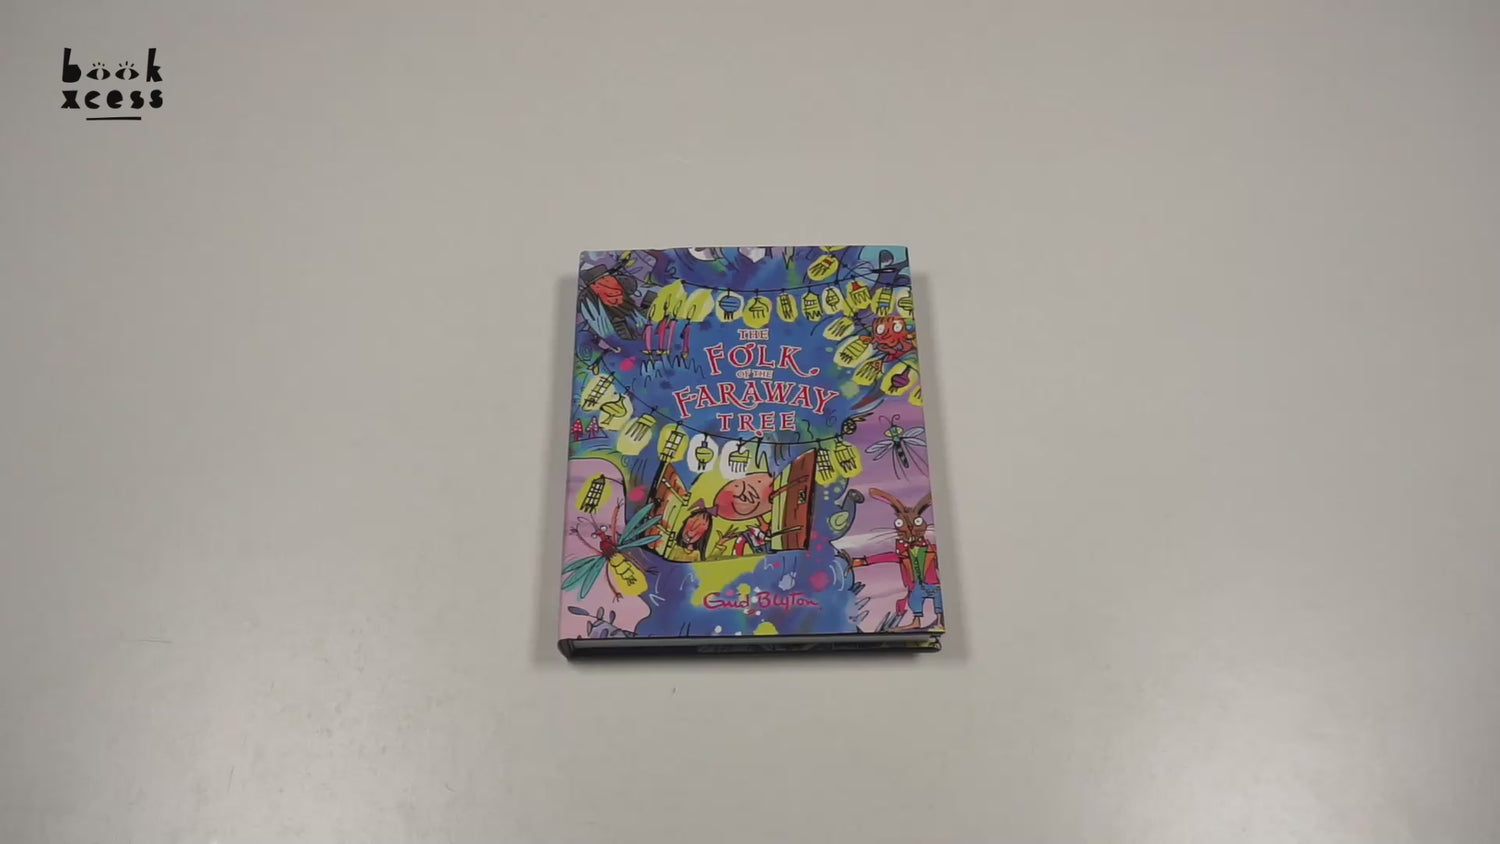 book
xcess
THE
FOLK
OF THE
FARAWAY
TREE
Enid Blyton